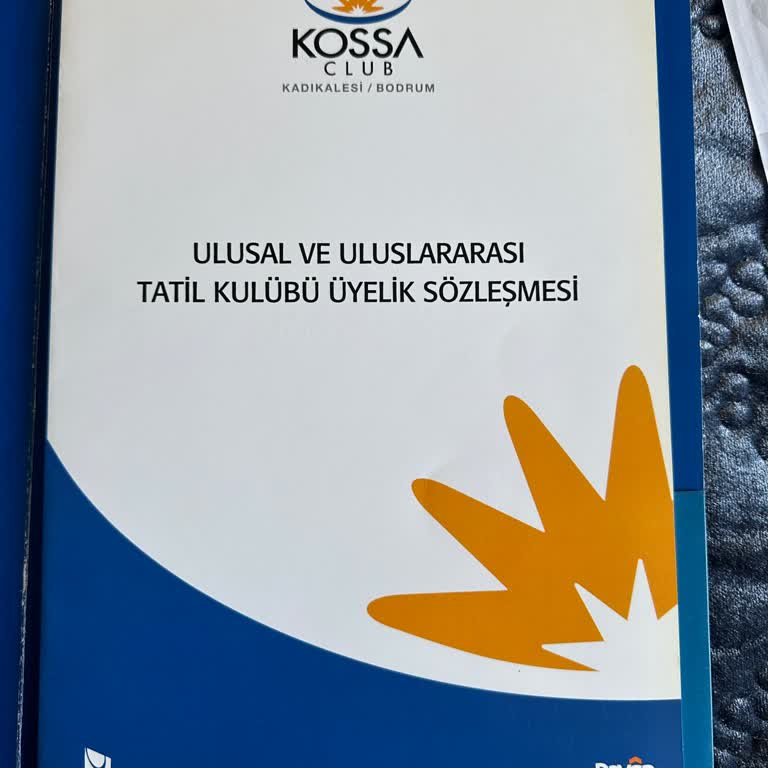 KOSSA
CLUB
KADIKALESİ / BODRUM
ULUSAL VE ULUSLARARASI
TATİL KULÜBÜ ÜYELİK SÖZLEŞMESİ